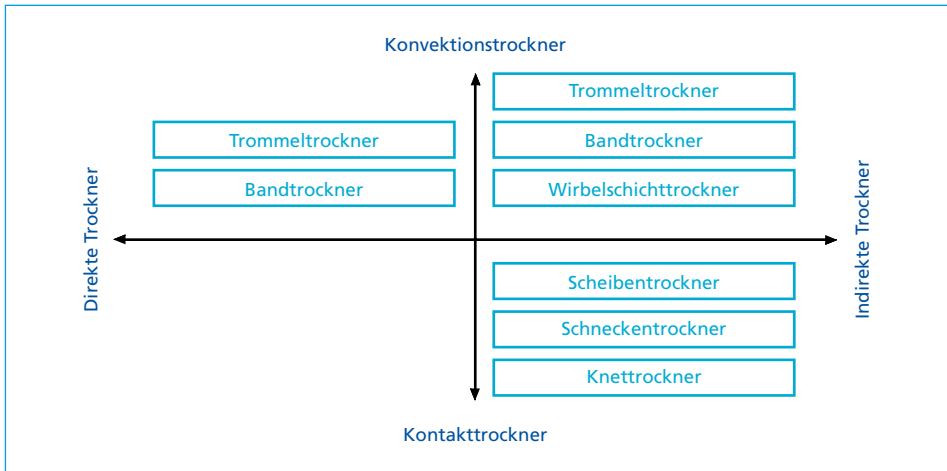 Konvektionstrockner
Trommeltrockner
Trommeltrockner
Bandtrockner
Bandtrockner
Wirbelschichttrockner
Direkte Trockner
Indirekte Trockner
Scheibentrockner
Schneckentrockner
Knettrockner
Kontakttrockner